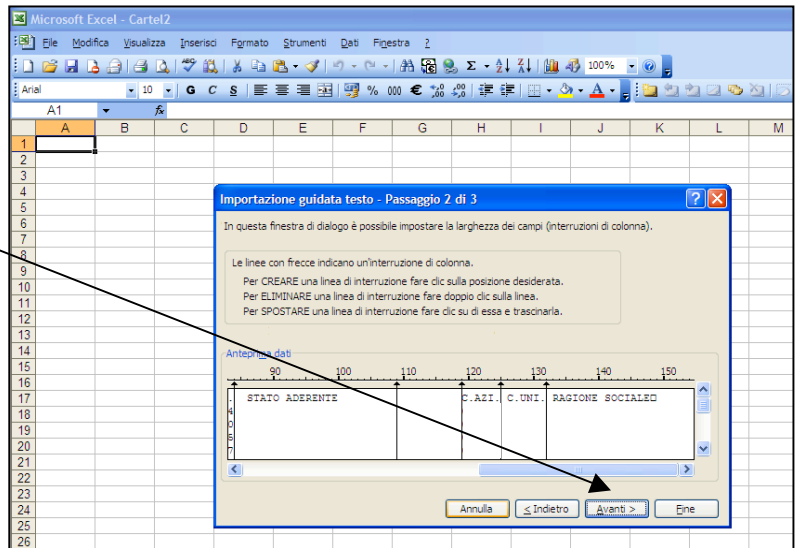 Microsoft Excel - Cartel2
File Modifica Visualizza Inserisci Formato Strumenti Dati Finestra ?
100%
Arial 10 G C S % 000 €
A1 fx
A B C D E F G H I J K L M
1
2
3
4
Importazione guidata testo - Passaggio 2 di 3
5
6
In questa finestra di dialogo è possibile impostare la larghezza dei campi (interruzioni di colonna).
7
8
Le linee con frecce indicano un'interruzione di colonna.
9
10
Per CREARE una linea di interruzione fare clic sulla posizione desiderata.
11
Per ELIMINARE una linea di interruzione fare doppio clic sulla linea.
12
Per SPOSTARE una linea di interruzione fare clic su di essa e trascinarla.
13
14
Anteprima dati
15
90 100 110 120 130 140 150
16
17
. STATO ADERENTE C.AZI. C.UNI. RAGIONE SOCIALE
18
4
19
0
20
6
21
7
22
23
24
Annulla < Indietro Avanti > Fine
25
26